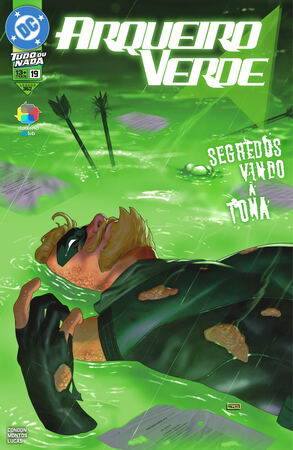 DC
ARQUEIRO
VERDE
TUDO OU
NADA
19
SEGREDOS
VINDO
À
TONA
CONDON
MONTOS
LUCAS